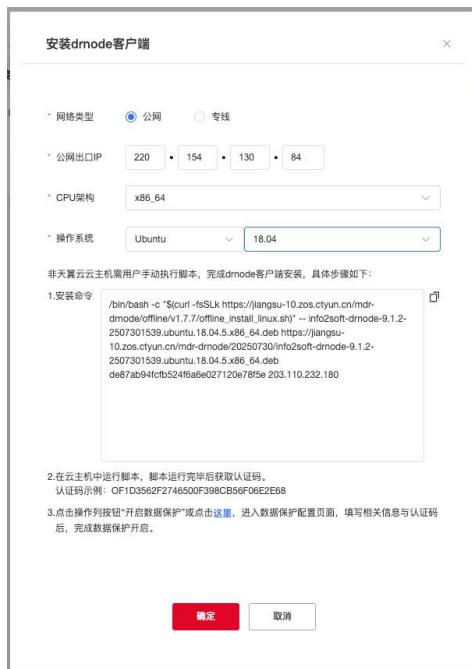 安装drnode客户端
* 网络类型 公网 专线
* 公网出口IP 220 • 154 • 130 • 84
* CPU架构 x86_64
* 操作系统 Ubuntu 18.04
非天翼云云主机需用户手动执行脚本，完成drnode客户端安装，具体步骤如下：
1.安装命令
/bin/bash -c "$(curl -fsSLk https://jiangsu-10.zos.ctyun.cn/mdr-
drnode/offline/v1.7.7/offline_install_linux.sh)" -- info2soft-drnode-9.1.2-
2507301539.ubuntu.18.04.5.x86_64.deb https://jiangsu-
10.zos.ctyun.cn/mdr-drnode/20250730/info2soft-drnode-9.1.2-
2507301539.ubuntu.18.04.5.x86_64.deb
de87ab94fcfb524f6a6e027120e78f5e 203.110.232.180
2.在云主机中运行脚本，脚本运行完毕后获取认证码。
认证码示例：OF1D3562F2746500F398CB56F06E2E68
3.点击操作列按钮“开启数据保护”或点击这里，进入数据保护配置页面，填写相关信息与认证码
后，完成数据保护开启。
确定 取消